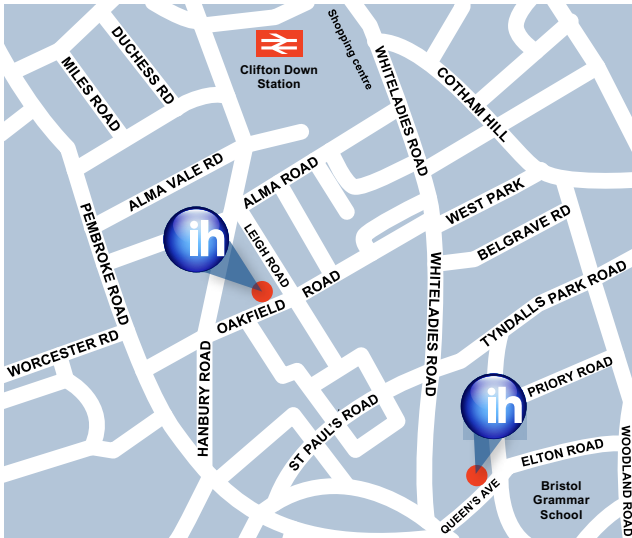 DUCHESS RD
MILES ROAD
Clifton Down
Station
Shopping centre
WHITELADIES ROAD
COTHAM HILL
ALMA VALE RD
ALMA ROAD
WEST PARK
BELGRAVE RD
PEMBROKE ROAD
ih
LEIGH ROAD
OAKFIELD ROAD
WHITELADIES ROAD
TYNDALLS PARK ROAD
WORCESTER RD
HANBURY ROAD
ST PAUL'S ROAD
ih
PRIORY ROAD
ELTON ROAD
WOODLAND ROAD
QUEEN'S AVE
Bristol
Grammar
School